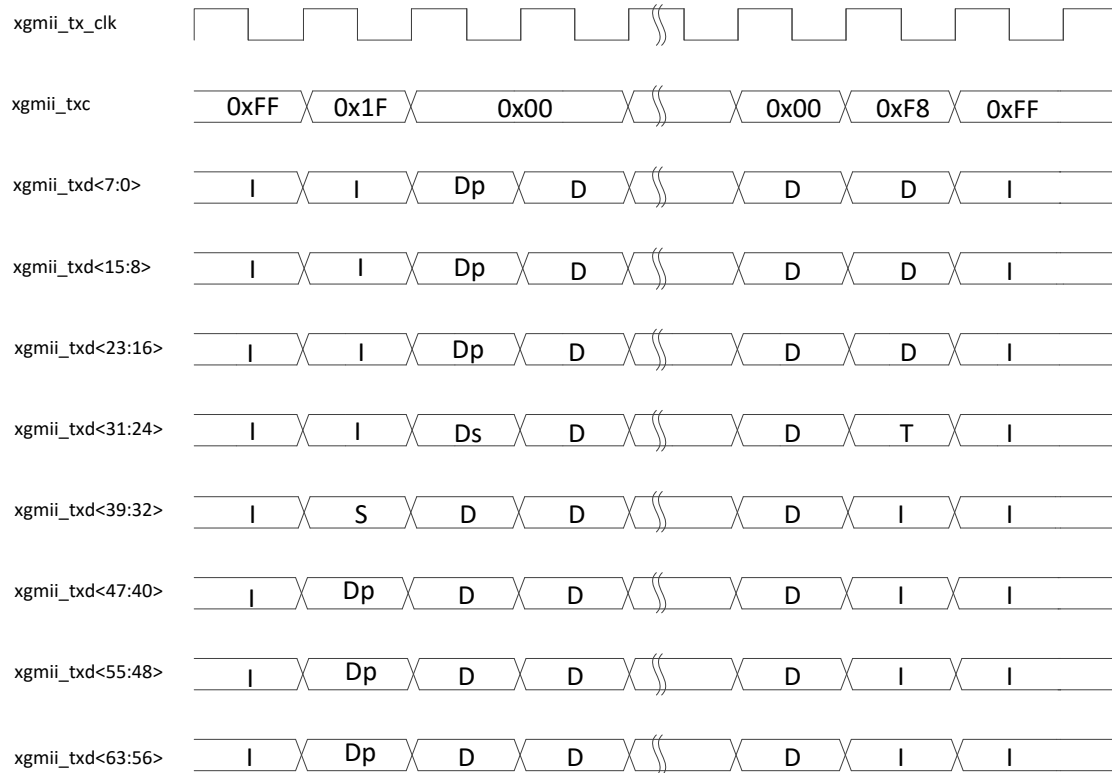 xgmii_tx_clk
xgmii_txc 0xFF 0x1F 0x00 0x00 0xF8 0xFF
xgmii_txd<7:0> I I Dp D D D I
xgmii_txd<15:8> I I Dp D D D I
xgmii_txd<23:16> I I Dp D D D I
xgmii_txd<31:24> I I Ds D D T I
xgmii_txd<39:32> I S D D D I I
xgmii_txd<47:40> I Dp D D D I I
xgmii_txd<55:48> I Dp D D D I I
xgmii_txd<63:56> I Dp D D D I I